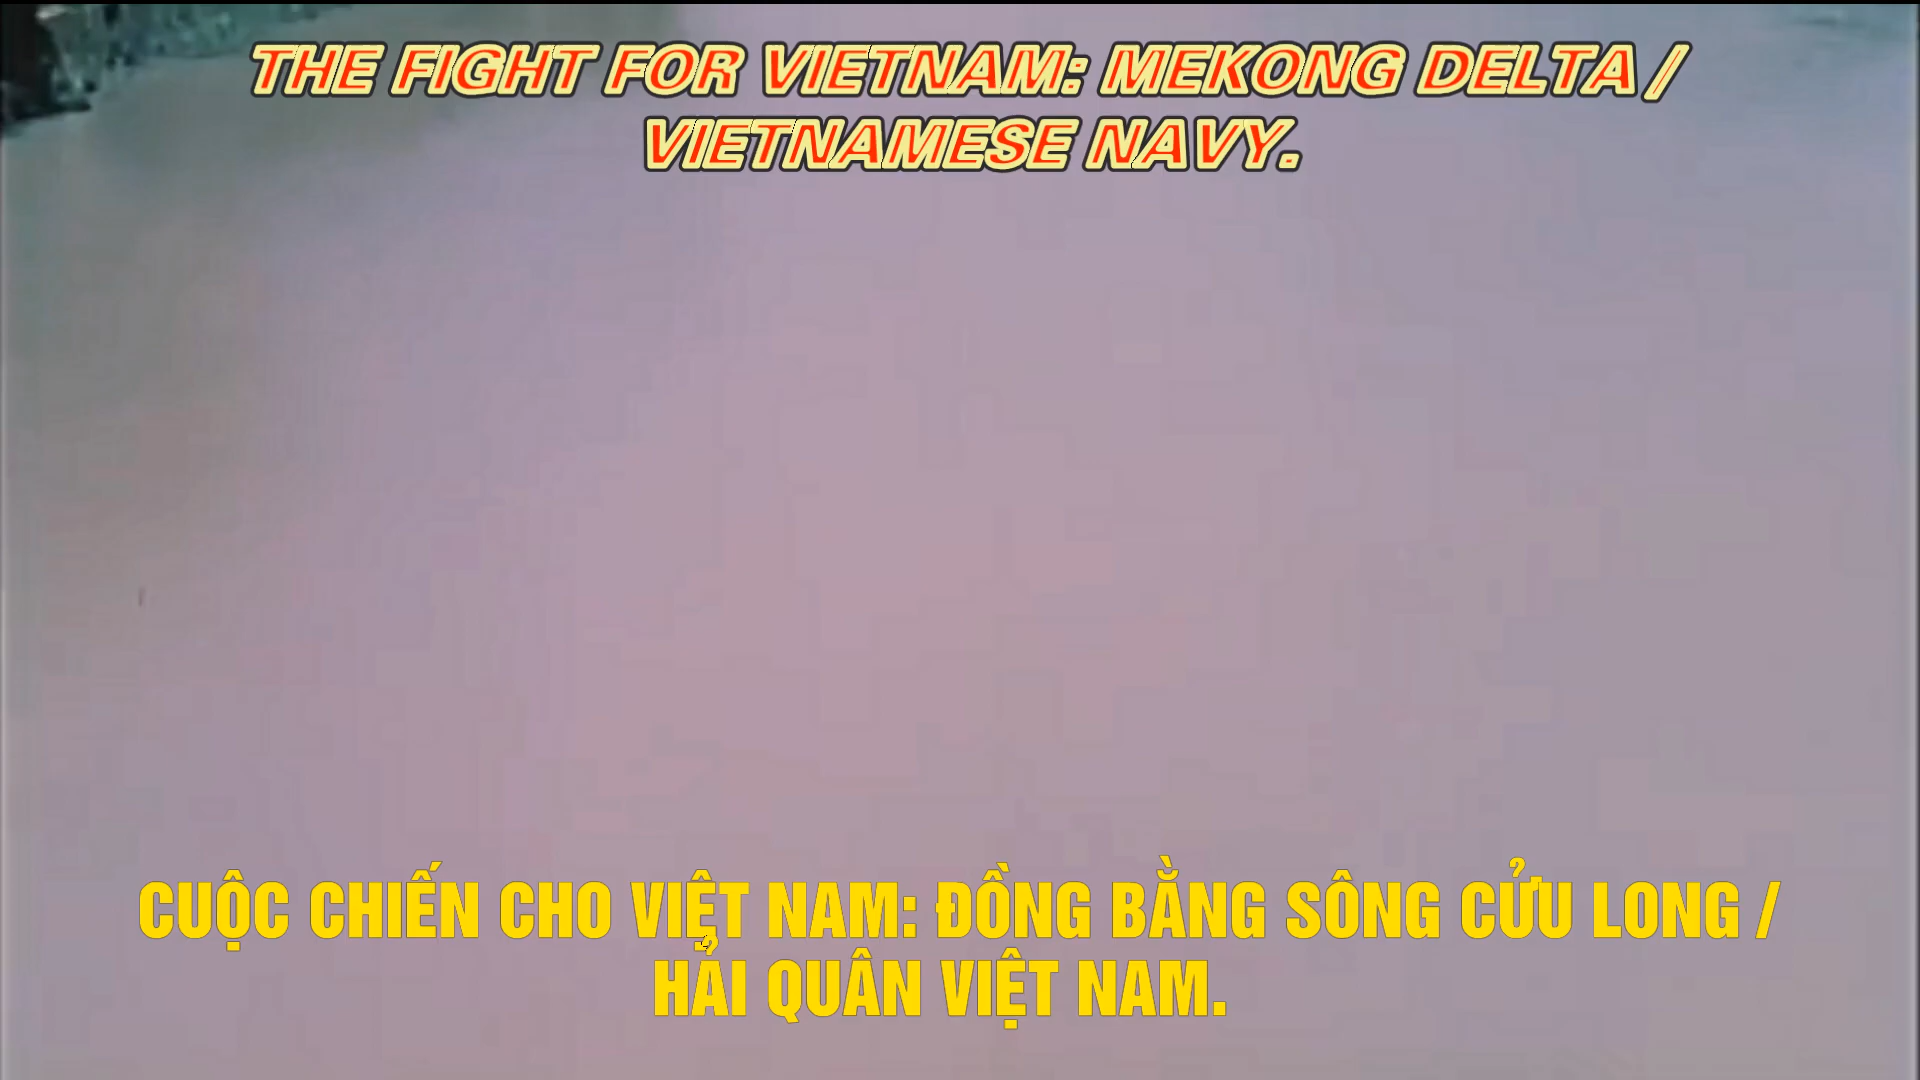 THE FIGHT FOR VIETNAM: MEKONG DELTA /
VIETNAMESE NAVY.
CUỘC CHIẾN CHO VIỆT NAM: ĐỒNG BẰNG SÔNG CỬU LONG /
HẢI QUÂN VIỆT NAM.